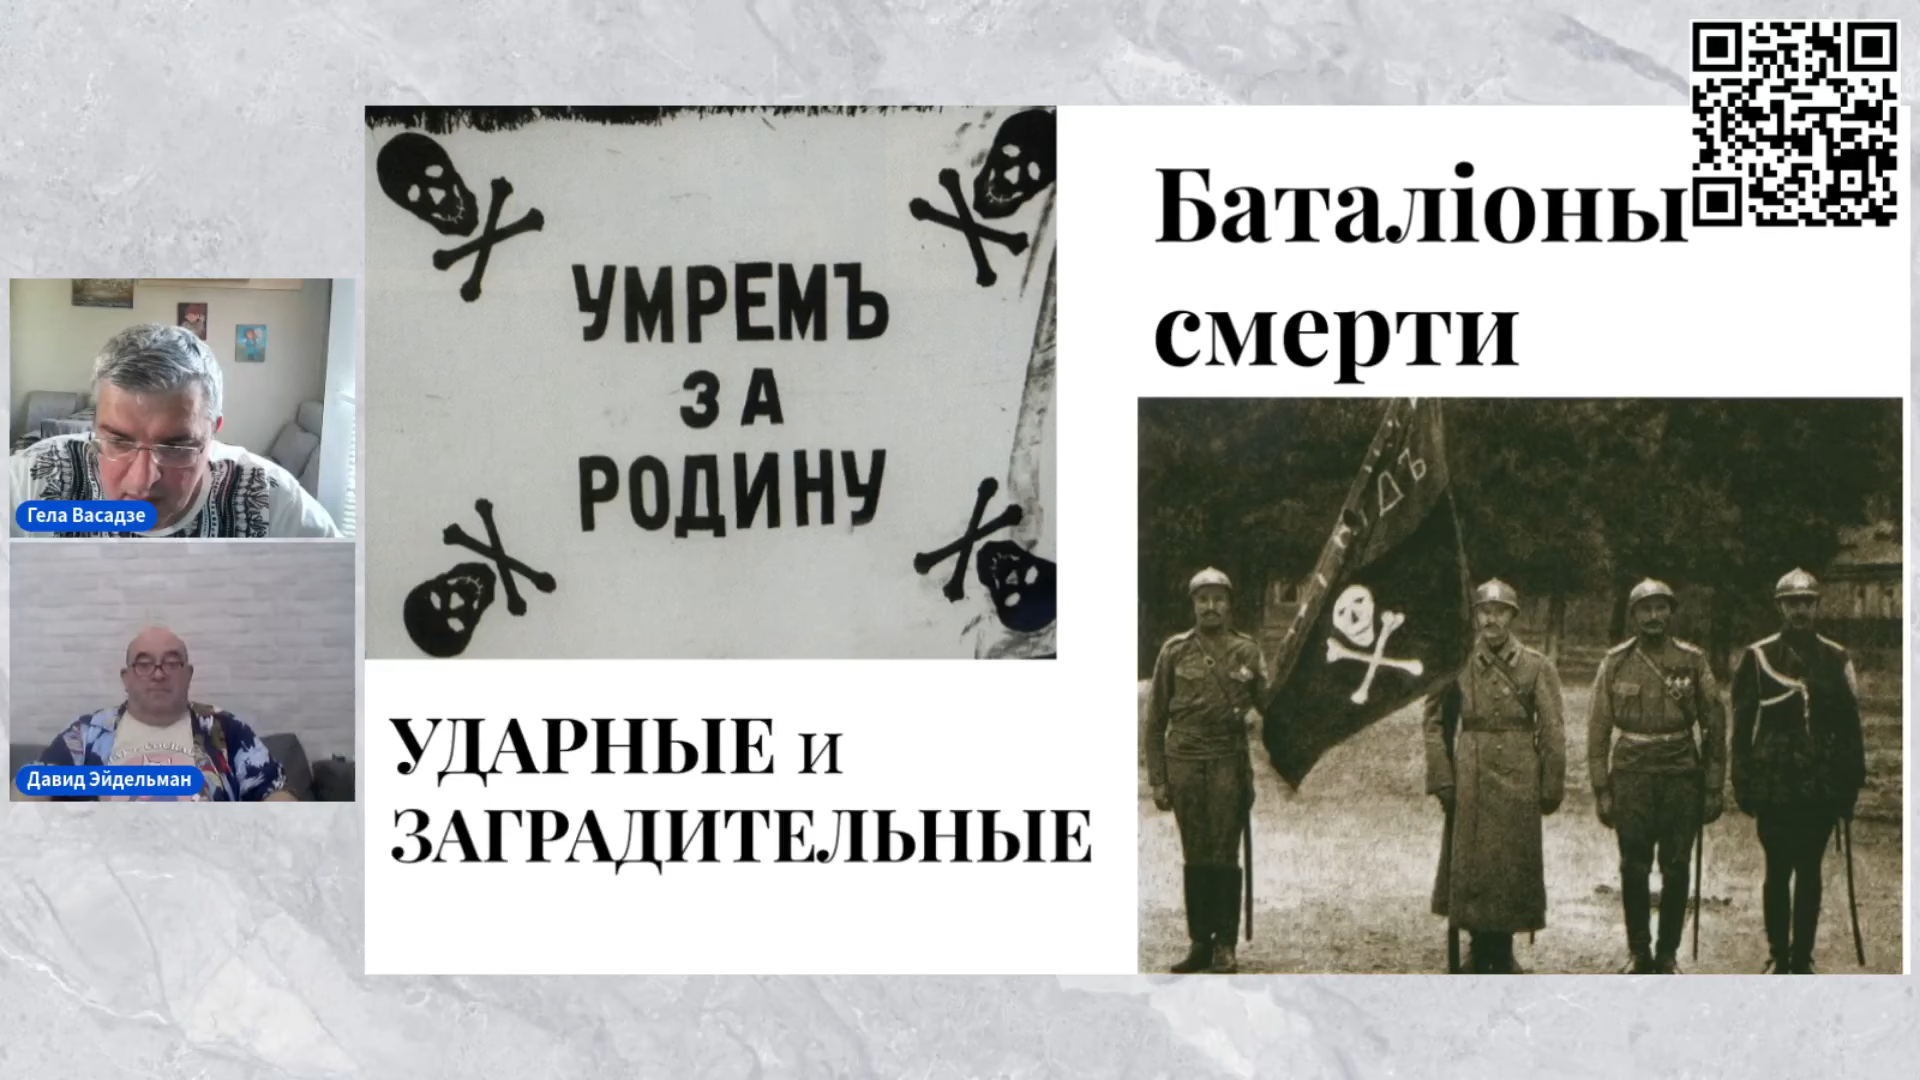 УМРЕМЪ
ЗА
РОДИНУ
Баталіоны
смерти
УДАРНЫЕ и
ЗАГРАДИТЕЛЬНЫЕ
Гела Васадзе
Давид Эйдельман